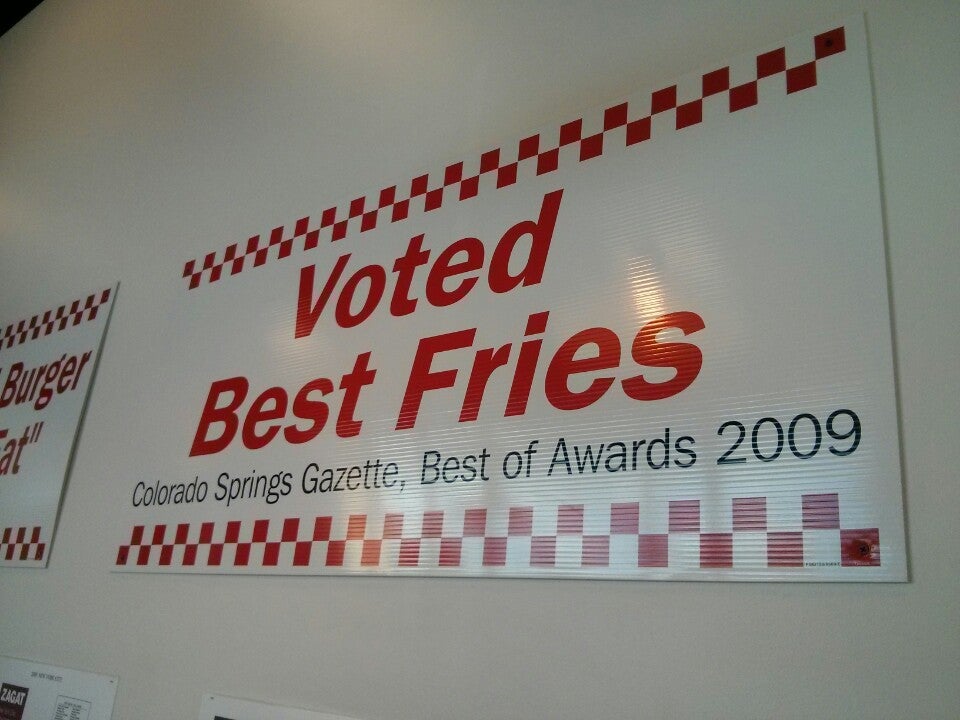 Voted
Best Fries
Colorado Springs Gazette, Best of Awards 2009
Burger
at"
ZAGAT